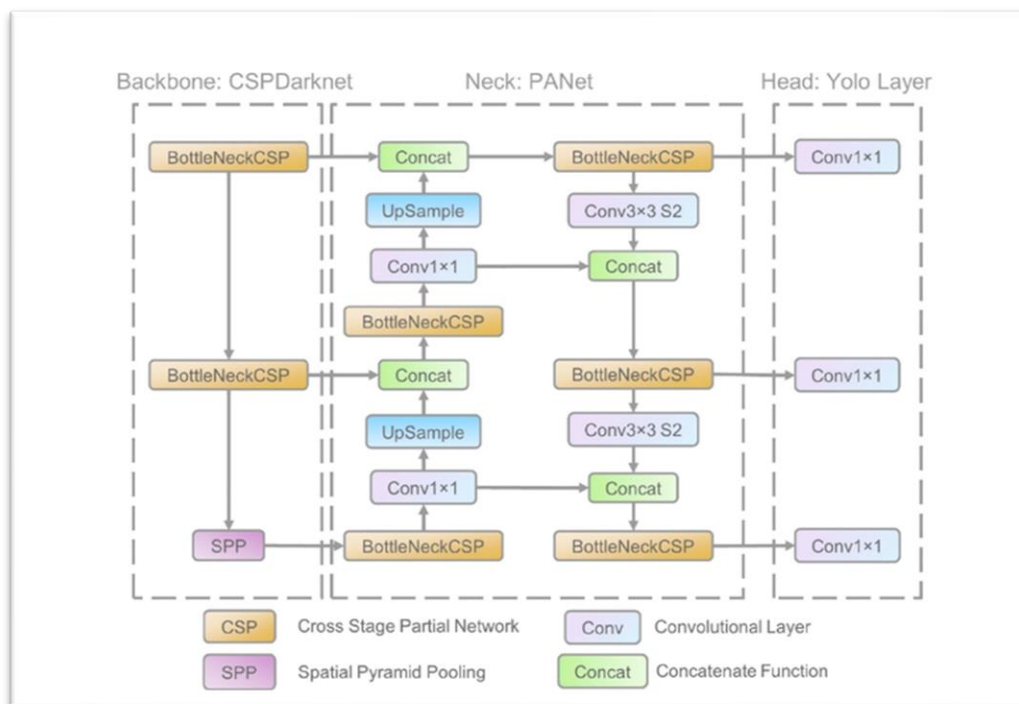 Backbone: CSPDarknet
Neck: PANet
Head: Yolo Layer
BottleNeckCSP
Concat
BottleNeckCSP
Conv1×1
UpSample
Conv3×3 S2
Conv1×1
Concat
BottleNeckCSP
BottleNeckCSP
Concat
BottleNeckCSP
Conv1×1
UpSample
Conv3×3 S2
Conv1×1
Concat
SPP
BottleNeckCSP
BottleNeckCSP
Conv1×1
CSP
Cross Stage Partial Network
Conv
Convolutional Layer
SPP
Spatial Pyramid Pooling
Concat
Concatenate Function